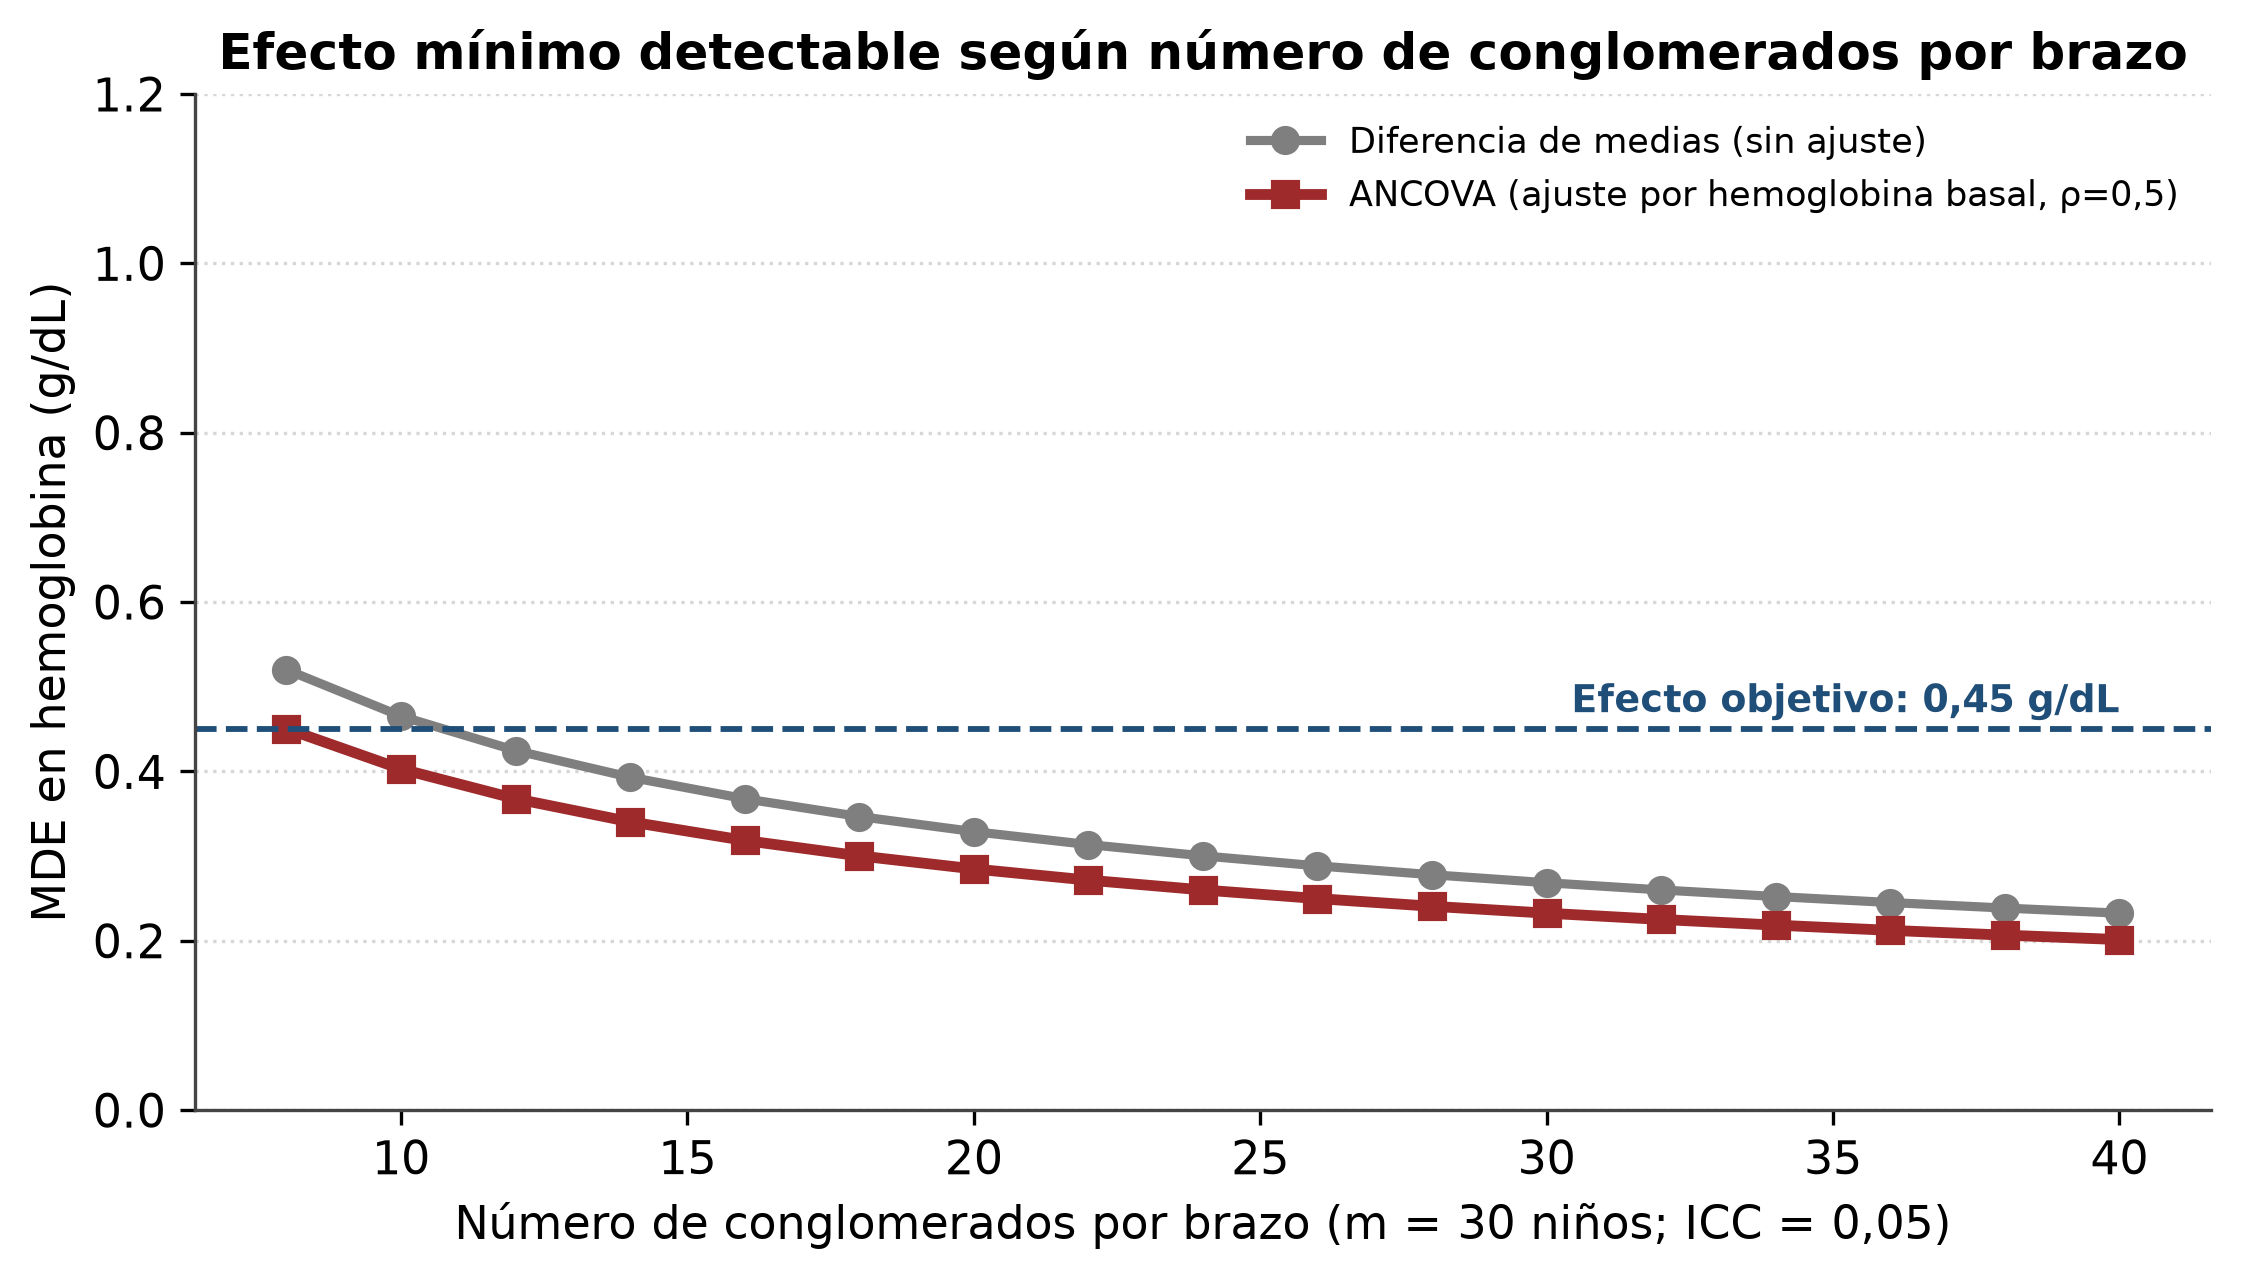 Efecto mínimo detectable según número de conglomerados por brazo
Diferencia de medias (sin ajuste)
ANCOVA (ajuste por hemoglobina basal, ρ=0,5)
MDE en hemoglobina (g/dL)
1.2
1.0
0.8
0.6
0.4
0.2
0.0
Efecto objetivo: 0,45 g/dL
10 15 20 25 30 35 40
Número de conglomerados por brazo (m = 30 niños; ICC = 0,05)